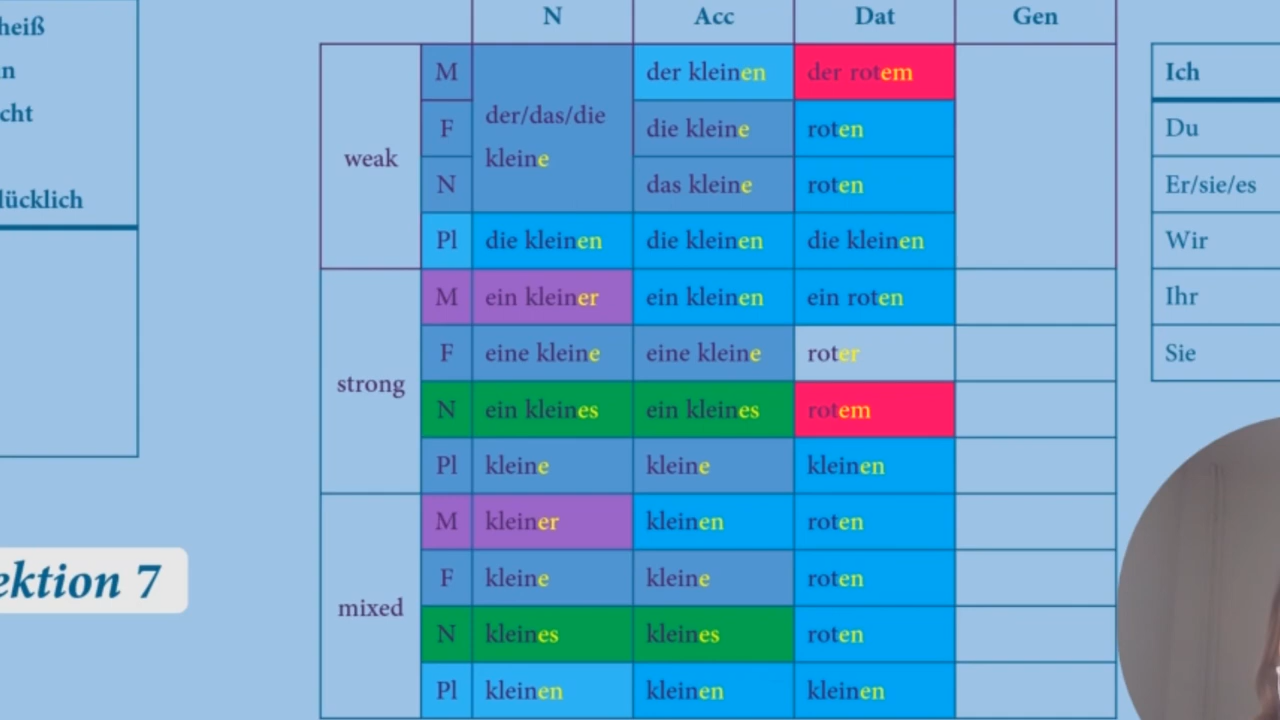 heiß
n
cht
lücklich
ektion 7
N Acc Dat Gen
weak
M der kleinen der rotem
der/das/die
kleine
F die kleine roten
N das kleine roten
Pl die kleinen die kleinen die kleinen
strong
M ein kleiner ein kleinen ein roten
F eine kleine eine kleine roter
N ein kleines ein kleines rotem
Pl kleine kleine kleinen
mixed
M kleiner kleinen roten
F kleine kleine roten
N kleines kleines roten
Pl kleinen kleinen kleinen
Ich
Du
Er/sie/es
Wir
Ihr
Sie